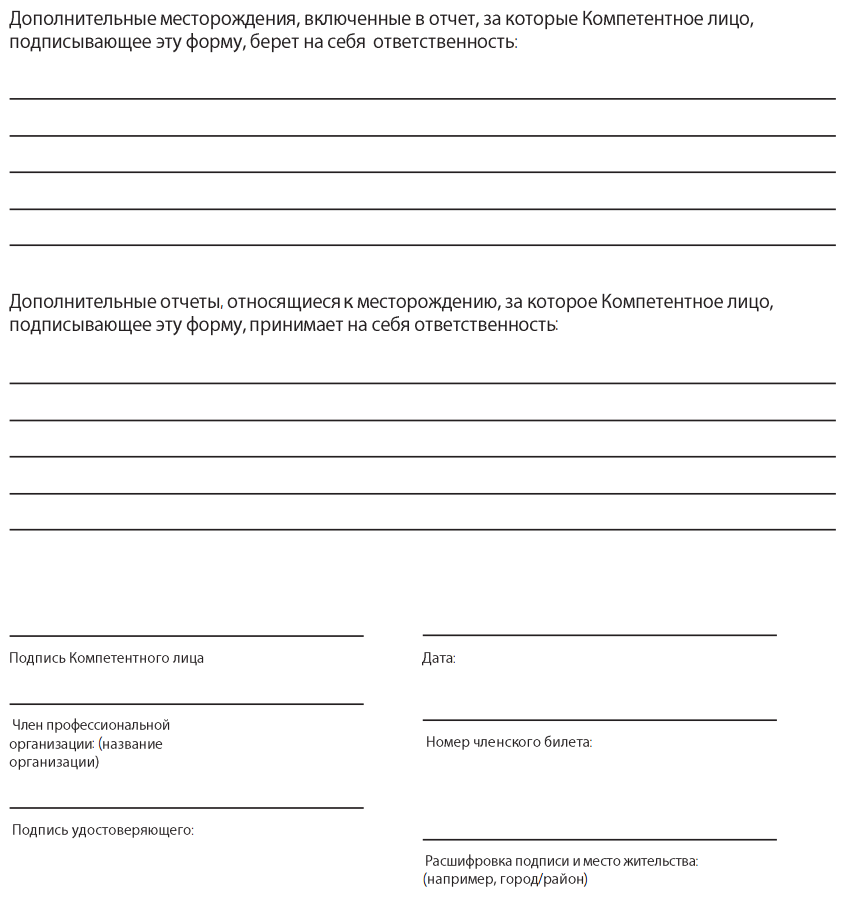 Дополнительные месторождения, включенные в отчет, за которые Компетентное лицо,
подписывающее эту форму, берет на себя ответственность:
Дополнительные отчеты, относящиеся к месторождению, за которое Компетентное лицо,
подписывающее эту форму, принимает на себя ответственность:
Подпись Компетентного лица
Дата:
Член профессиональной
организации: (название
организации)
Номер членского билета:
Подпись удостоверяющего:
Расшифровка подписи и место жительства:
(например, город/район)